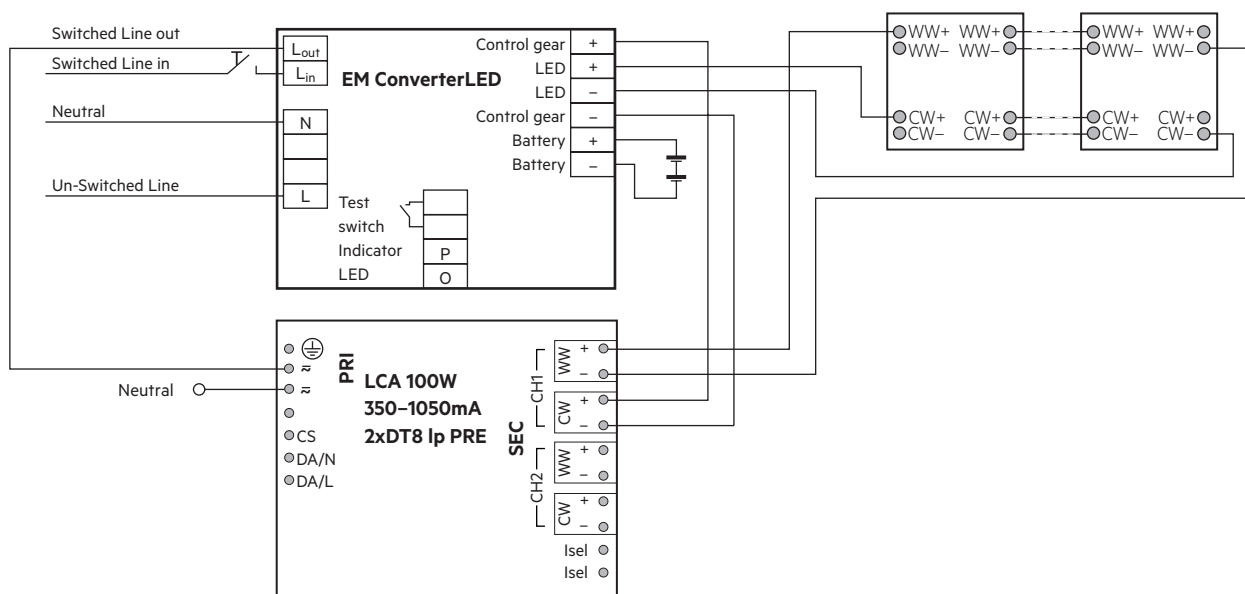 Switched Line out
Switched Line in
Neutral
Un-Switched Line
Lout
Lin
N
L
EM ConverterLED
Control gear +
LED +
LED –
Control gear –
Battery +
Battery –
Test
switch
Indicator P
LED O
WW+ WW+ WW+ WW+
WW– WW– WW– WW–
CW+ CW+ CW+ CW+
CW– CW– CW– CW–
Neutral
PRI
LCA 100W
350–1050mA
2xDT8 lp PRE
CS
DA/N
DA/L
SEC
CH1
WW + –
CW + –
CH2
WW + –
CW + –
Isel
Isel